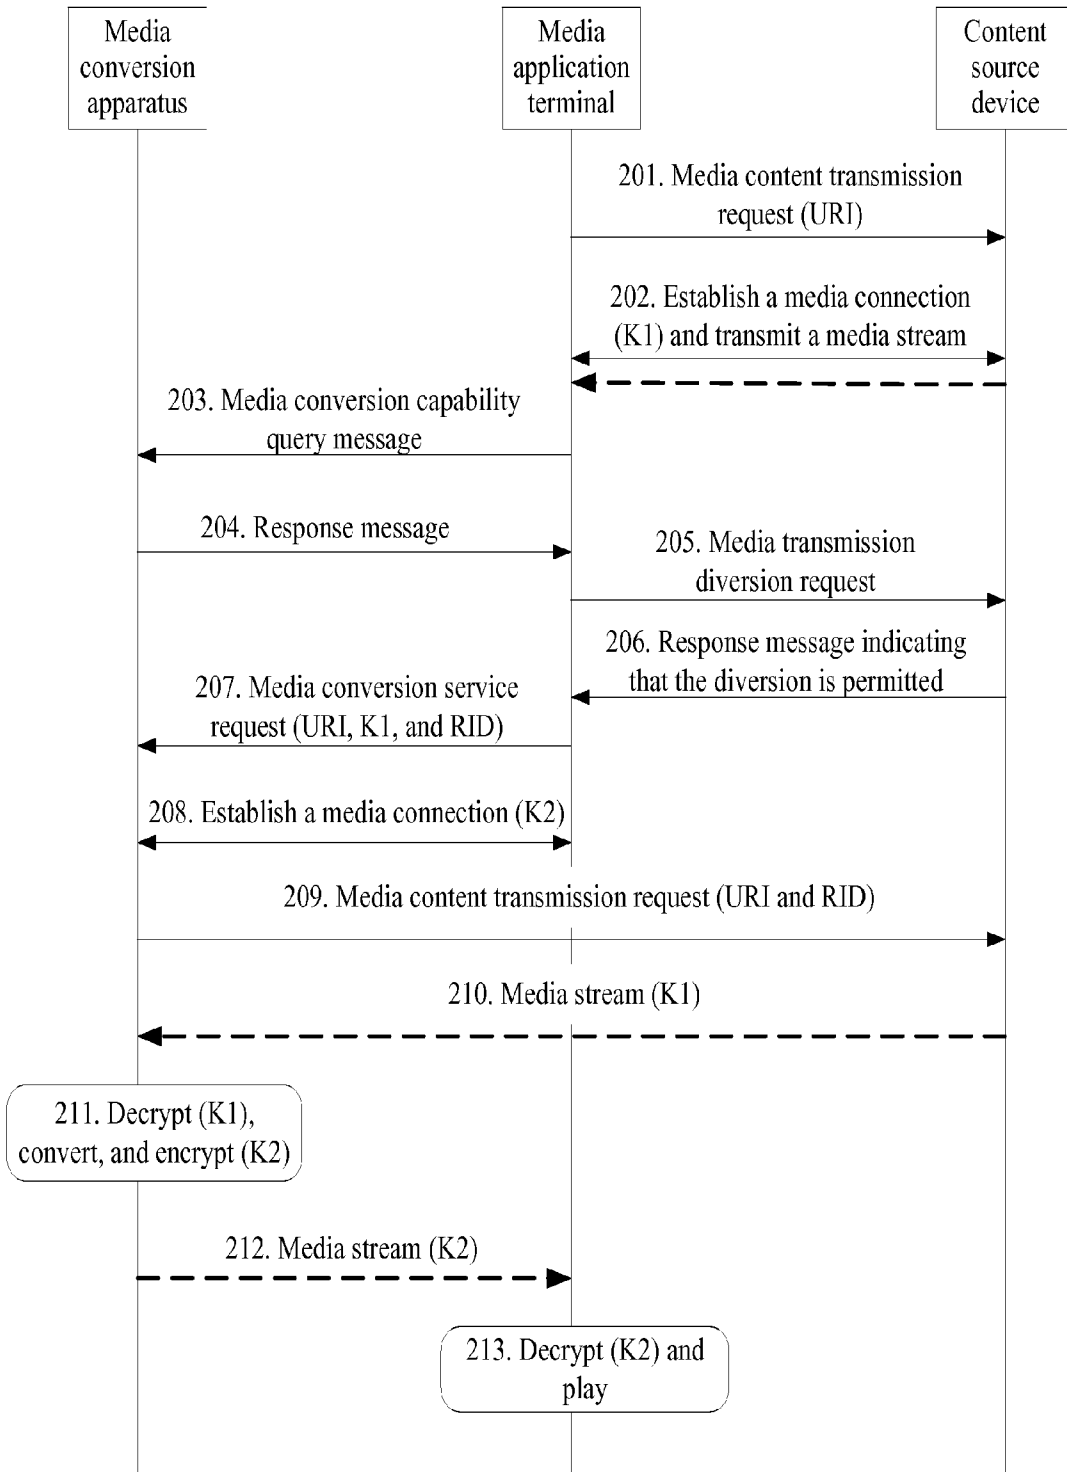 Media
conversion
apparatus
Media
application
terminal
Content
source
device
201. Media content transmission
request (URI)
202. Establish a media connection
(K1) and transmit a media stream
203. Media conversion capability
query message
204. Response message
205. Media transmission
diversion request
206. Response message indicating
that the diversion is permitted
207. Media conversion service
request (URI, K1, and RID)
208. Establish a media connection (K2)
209. Media content transmission request (URI and RID)
210. Media stream (K1)
211. Decrypt (K1),
convert, and encrypt (K2)
212. Media stream (K2)
213. Decrypt (K2) and
play